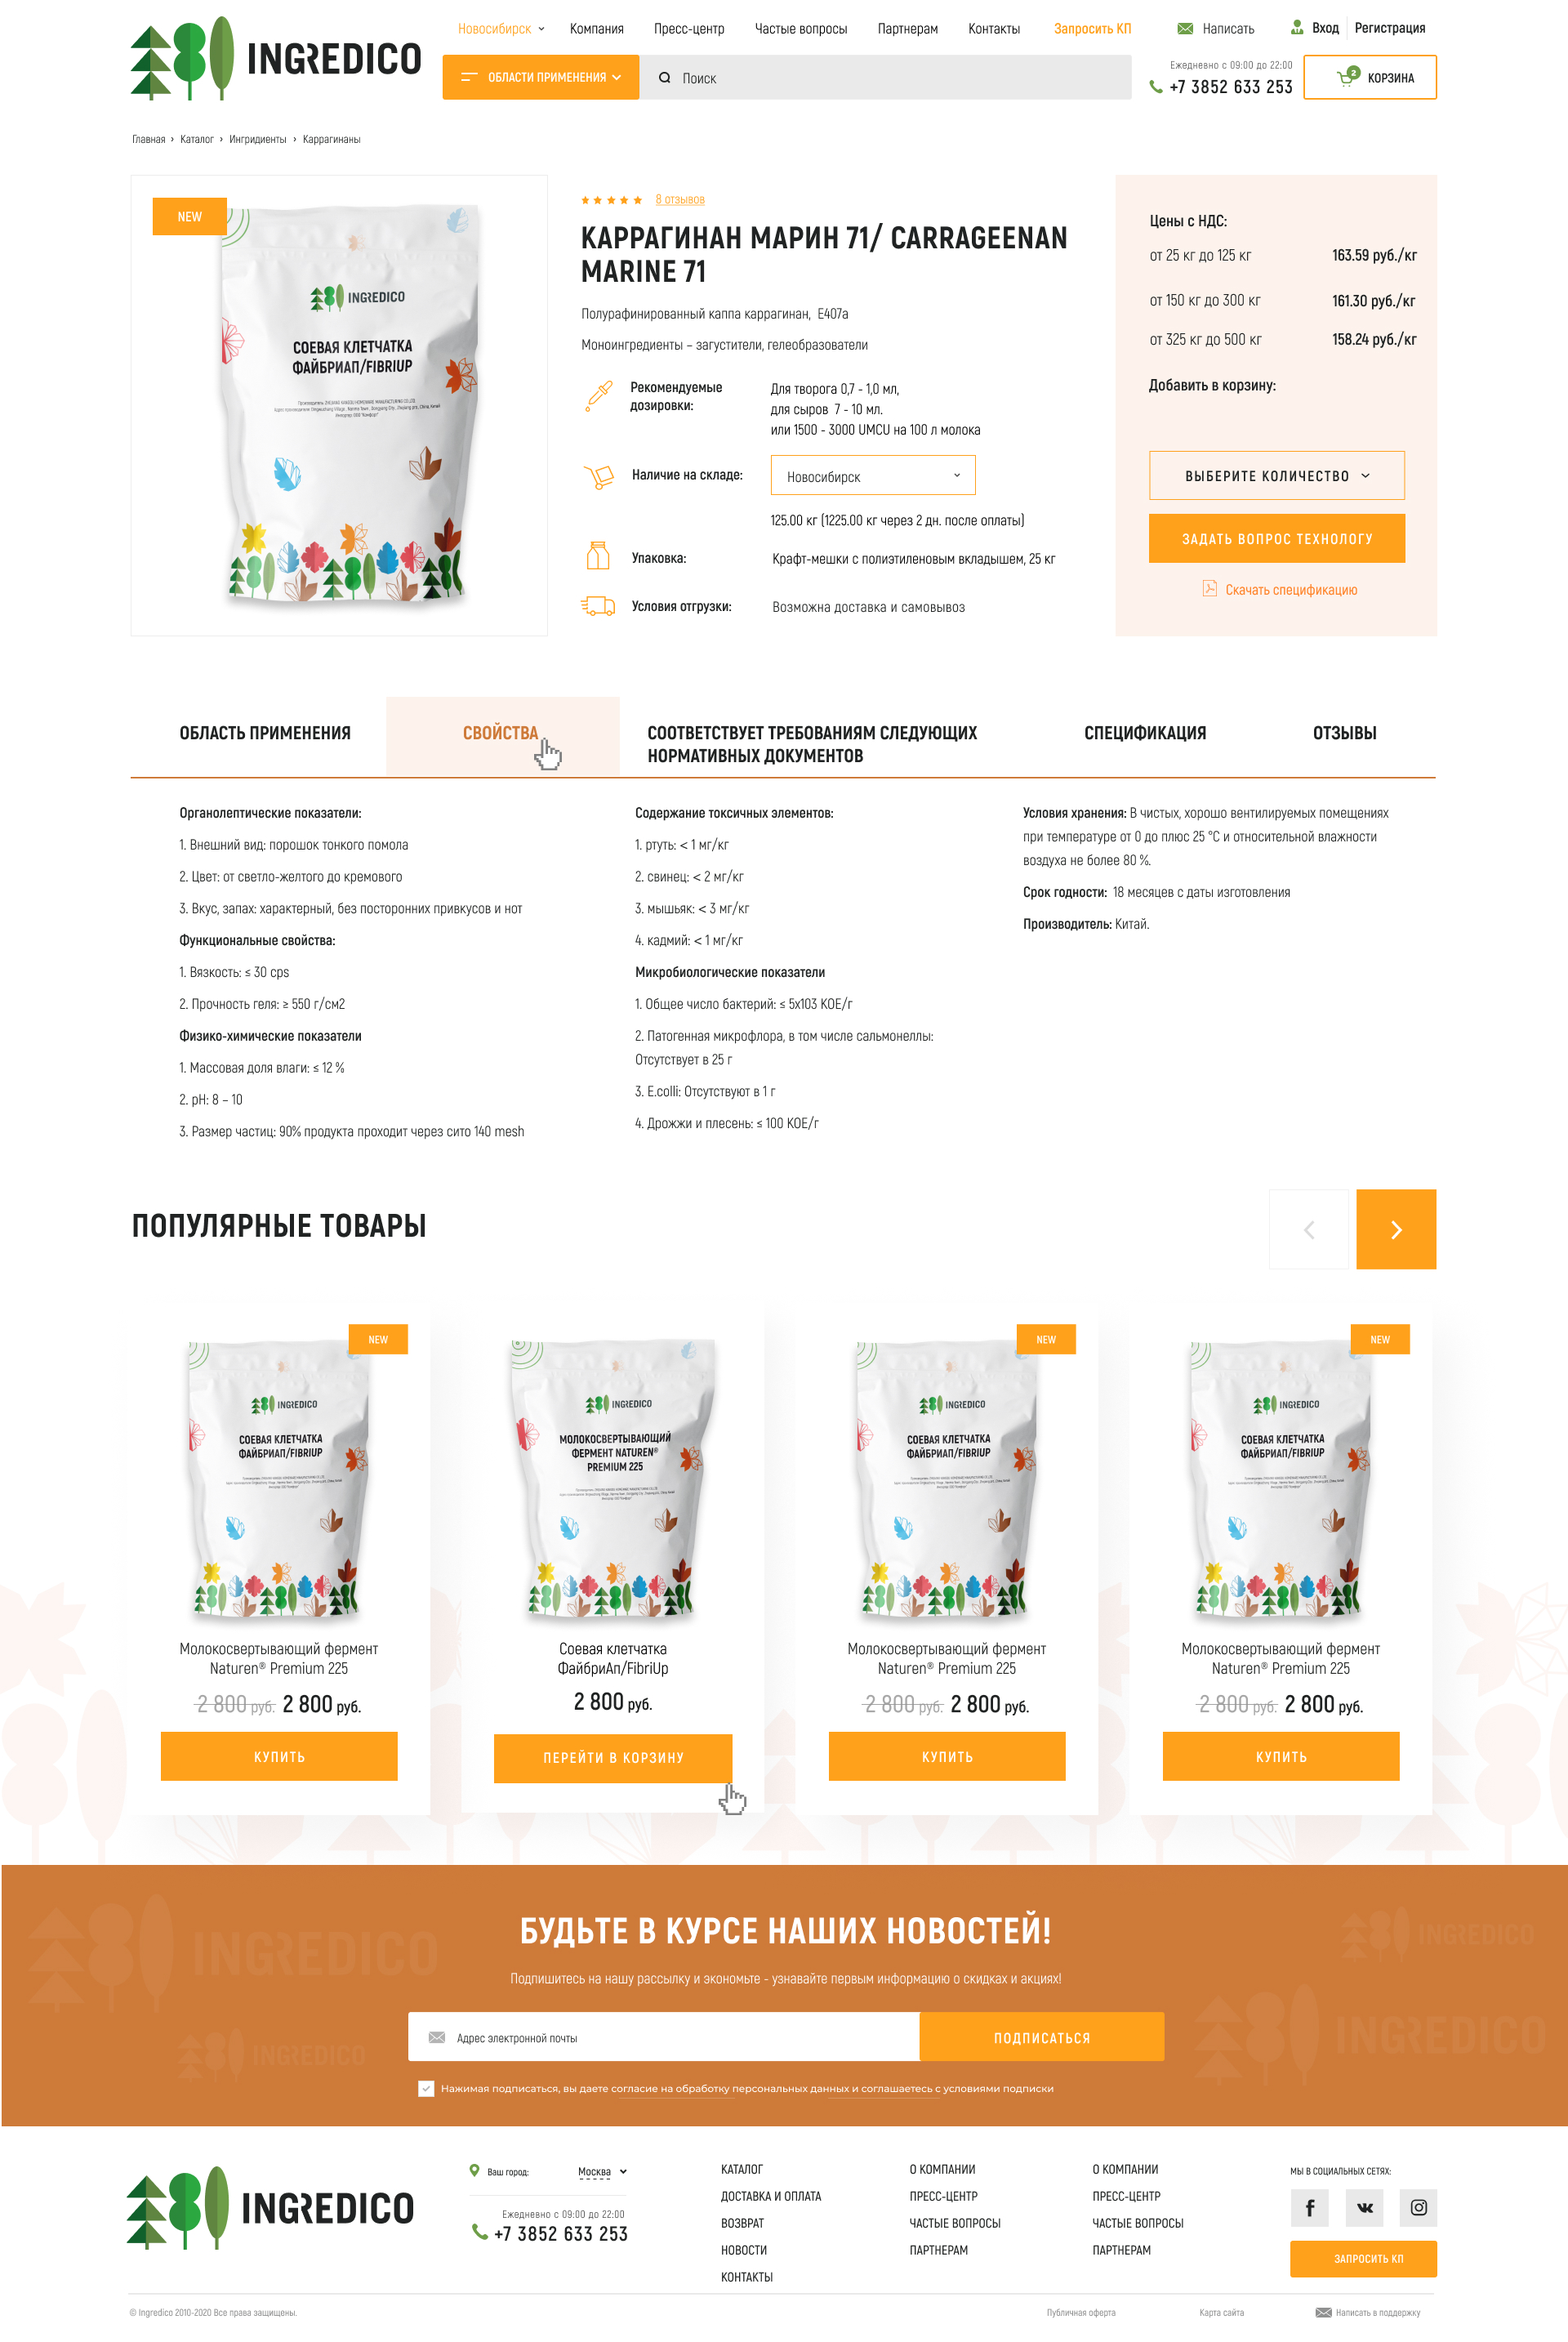 INGREDICO
Новосибирск
Компания
Пресс-центр
Частые вопросы
Партнерам
Контакты
Запросить КП
Написать
Вход
Регистрация
ОБЛАСТИ ПРИМЕНЕНИЯ
Поиск
Ежедневно с 09:00 до 22:00
+7 3852 633 253
2
КОРЗИНА
Главная › Каталог › Ингридиенты › Каррагинаны
NEW
INGREDICO
СОЕВАЯ КЛЕТЧАТКА
ФАЙБРИАП/FIBRIUP
8 отзывов
КАРРАГИНАН МАРИН 71/ CARRAGEENAN
MARINE 71
Полурафинированный каппа каррагинан,  Е407а
Моноингредиенты – загустители, гелеобразователи
Рекомендуемые
дозировки:
Для творога 0,7 - 1,0 мл,
для сыров  7 - 10 мл.
или 1500 - 3000 UMCU на 100 л молока
Наличие на складе:
Новосибирск
125.00 кг (1225.00 кг через 2 дн. после оплаты)
Упаковка:
Крафт-мешки с полиэтиленовым вкладышем, 25 кг
Условия отгрузки:
Возможна доставка и самовывоз
Цены с НДС:
от 25 кг до 125 кг
163.59 руб./кг
от 150 кг до 300 кг
161.30 руб./кг
от 325 кг до 500 кг
158.24 руб./кг
Добавить в корзину:
ВЫБЕРИТЕ КОЛИЧЕСТВО
ЗАДАТЬ ВОПРОС ТЕХНОЛОГУ
Скачать спецификацию
ОБЛАСТЬ ПРИМЕНЕНИЯ
СВОЙСТВА
СООТВЕТСТВУЕТ ТРЕБОВАНИЯМ СЛЕДУЮЩИХ
НОРМАТИВНЫХ ДОКУМЕНТОВ
СПЕЦИФИКАЦИЯ
ОТЗЫВЫ
Органолептические показатели:
1. Внешний вид: порошок тонкого помола
2. Цвет: от светло-желтого до кремового
3. Вкус, запах: характерный, без посторонних привкусов и нот
Функциональные свойства:
1. Вязкость: ≤ 30 cps
2. Прочность геля: ≥ 550 г/см2
Физико-химические показатели
1. Массовая доля влаги: ≤ 12 %
2. pH: 8 – 10
3. Размер частиц: 90% продукта проходит через сито 140 mesh
Содержание токсичных элементов:
1. ртуть: < 1 мг/кг
2. свинец: < 2 мг/кг
3. мышьяк: < 3 мг/кг
4. кадмий: < 1 мг/кг
Микробиологические показатели
1. Общее число бактерий: ≤ 5х103 КОЕ/г
2. Патогенная микрофлора, в том числе сальмонеллы:
Отсутствует в 25 г
3. E.colli: Отсутствуют в 1 г
4. Дрожжи и плесень: ≤ 100 КОЕ/г
Условия хранения: В чистых, хорошо вентилируемых помещениях
при температуре от 0 до плюс 25 °С и относительной влажности
воздуха не более 80 %.
Срок годности:  18 месяцев с даты изготовления
Производитель: Китай.
ПОПУЛЯРНЫЕ ТОВАРЫ
NEW
INGREDICO
СОЕВАЯ КЛЕТЧАТКА
ФАЙБРИАП/FIBRIUP
Молокосвертывающий фермент
Naturen® Premium 225
2 800 руб. 2 800 руб.
КУПИТЬ
INGREDICO
МОЛОКОСВЕРТЫВАЮЩИЙ
ФЕРМЕНТ NATUREN®
PREMIUM 225
Соевая клетчатка
ФайбриАп/FibriUp
2 800 руб.
ПЕРЕЙТИ В КОРЗИНУ
NEW
INGREDICO
СОЕВАЯ КЛЕТЧАТКА
ФАЙБРИАП/FIBRIUP
Молокосвертывающий фермент
Naturen® Premium 225
2 800 руб. 2 800 руб.
КУПИТЬ
NEW
INGREDICO
СОЕВАЯ КЛЕТЧАТКА
ФАЙБРИАП/FIBRIUP
Молокосвертывающий фермент
Naturen® Premium 225
2 800 руб. 2 800 руб.
КУПИТЬ
INGREDICO
INGREDICO
INGREDICO
INGREDICO
БУДЬТЕ В КУРСЕ НАШИХ НОВОСТЕЙ!
Подпишитесь на нашу рассылку и экономьте - узнавайте первым информацию о скидках и акциях!
Адрес электронной почты
ПОДПИСАТЬСЯ
Нажимая подписаться, вы даете согласие на обработку персональных данных и соглашаетесь с условиями подписки
INGREDICO
Ваш город:
Москва
Ежедневно с 09:00 до 22:00
+7 3852 633 253
КАТАЛОГ
ДОСТАВКА И ОПЛАТА
ВОЗВРАТ
НОВОСТИ
КОНТАКТЫ
О КОМПАНИИ
ПРЕСС-ЦЕНТР
ЧАСТЫЕ ВОПРОСЫ
ПАРТНЕРАМ
О КОМПАНИИ
ПРЕСС-ЦЕНТР
ЧАСТЫЕ ВОПРОСЫ
ПАРТНЕРАМ
МЫ В СОЦИАЛЬНЫХ СЕТЯХ:
ЗАПРОСИТЬ КП
© Ingredico 2010-2020 Все права защищены.
Публичная оферта
Карта сайта
Написать в поддержку